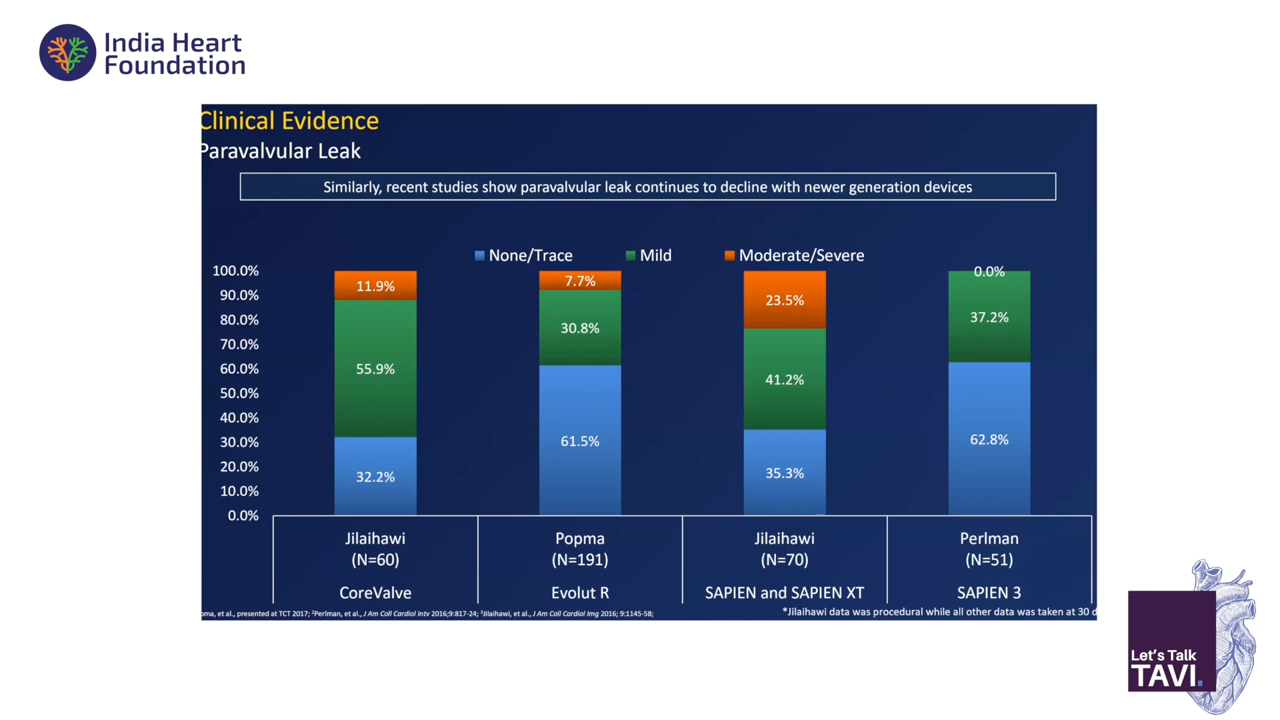 India Heart
Foundation
Clinical Evidence
Paravalvular Leak
Similarly, recent studies show paravalvular leak continues to decline with newer generation devices
None/Trace Mild Moderate/Severe
100.0%
90.0%
80.0%
70.0%
60.0%
50.0%
40.0%
30.0%
20.0%
10.0%
0.0%
11.9%
55.9%
32.2%
7.7%
30.8%
61.5%
23.5%
41.2%
35.3%
0.0%
37.2%
62.8%
Jilaihawi
(N=60)
CoreValve
Popma
(N=191)
Evolut R
Jilaihawi
(N=70)
SAPIEN and SAPIEN XT
Perlman
(N=51)
SAPIEN 3
oma, et al., presented at TCT 2017; ²Perlman, et al., J Am Coll Cardiol Intv 2016;9:817-24; ³Jilaihawi, et al., J Am Coll Cardiol Img 2016; 9:1145-58;
*Jilaihawi data was procedural while all other data was taken at 30 d
Let's Talk
TAVI.